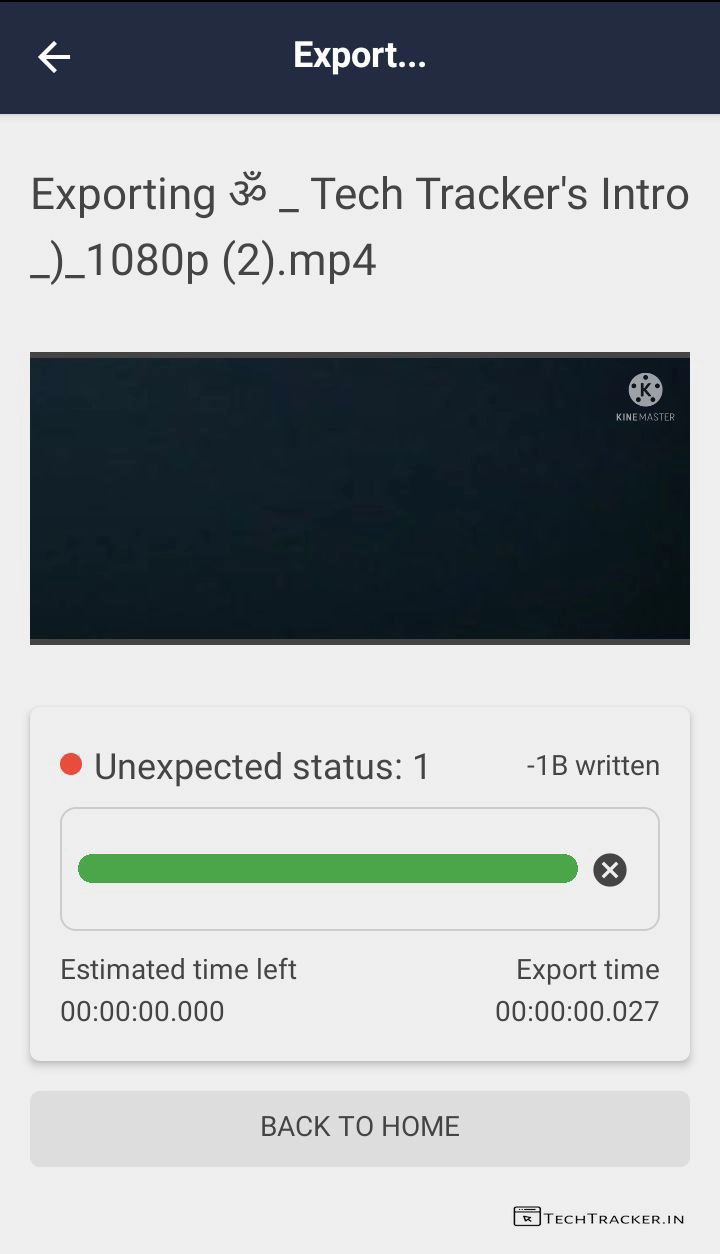 Export...
Exporting ॐ _ Tech Tracker's Intro
_)_1080p (2).mp4
K
KINEMASTER
Unexpected status: 1
-1B written
Estimated time left
Export time
00:00:00.000
00:00:00.027
BACK TO HOME
TECHTRACKER.IN